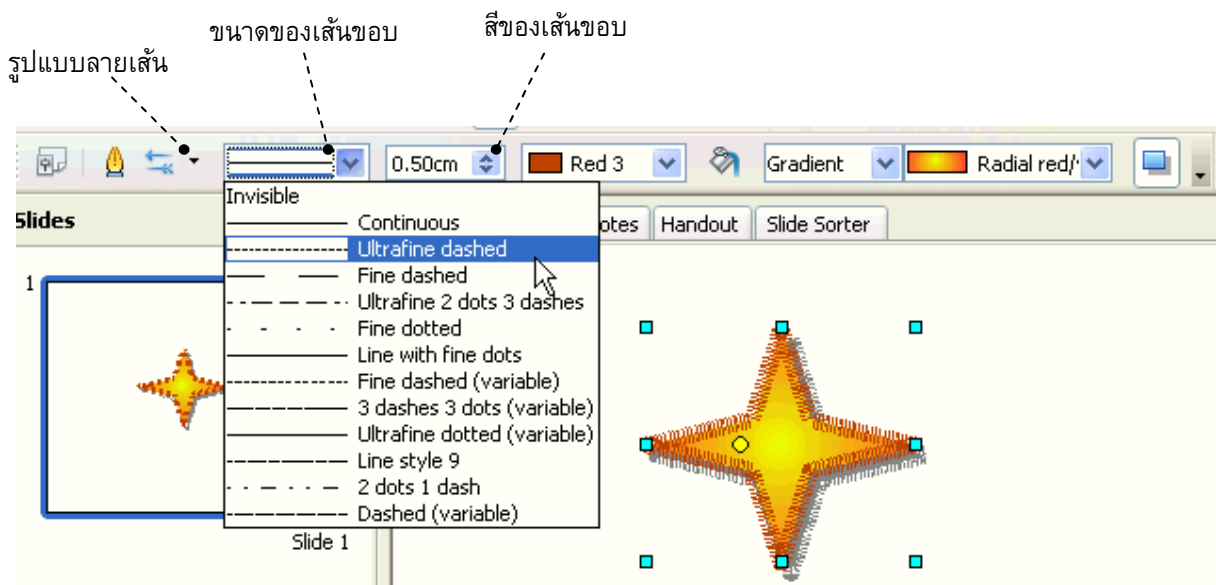 ขนาดของเส้นขอบ
สีของเส้นขอบ
รูปแบบลายเส้น
0.50cm
Red 3
Gradient
Radial red/
Slides
otes
Handout
Slide Sorter
Invisible
Continuous
Ultrafine dashed
Fine dashed
Ultrafine 2 dots 3 dashes
Fine dotted
Line with fine dots
Fine dashed (variable)
3 dashes 3 dots (variable)
Ultrafine dotted (variable)
Line style 9
2 dots 1 dash
Dashed (variable)
1
Slide 1